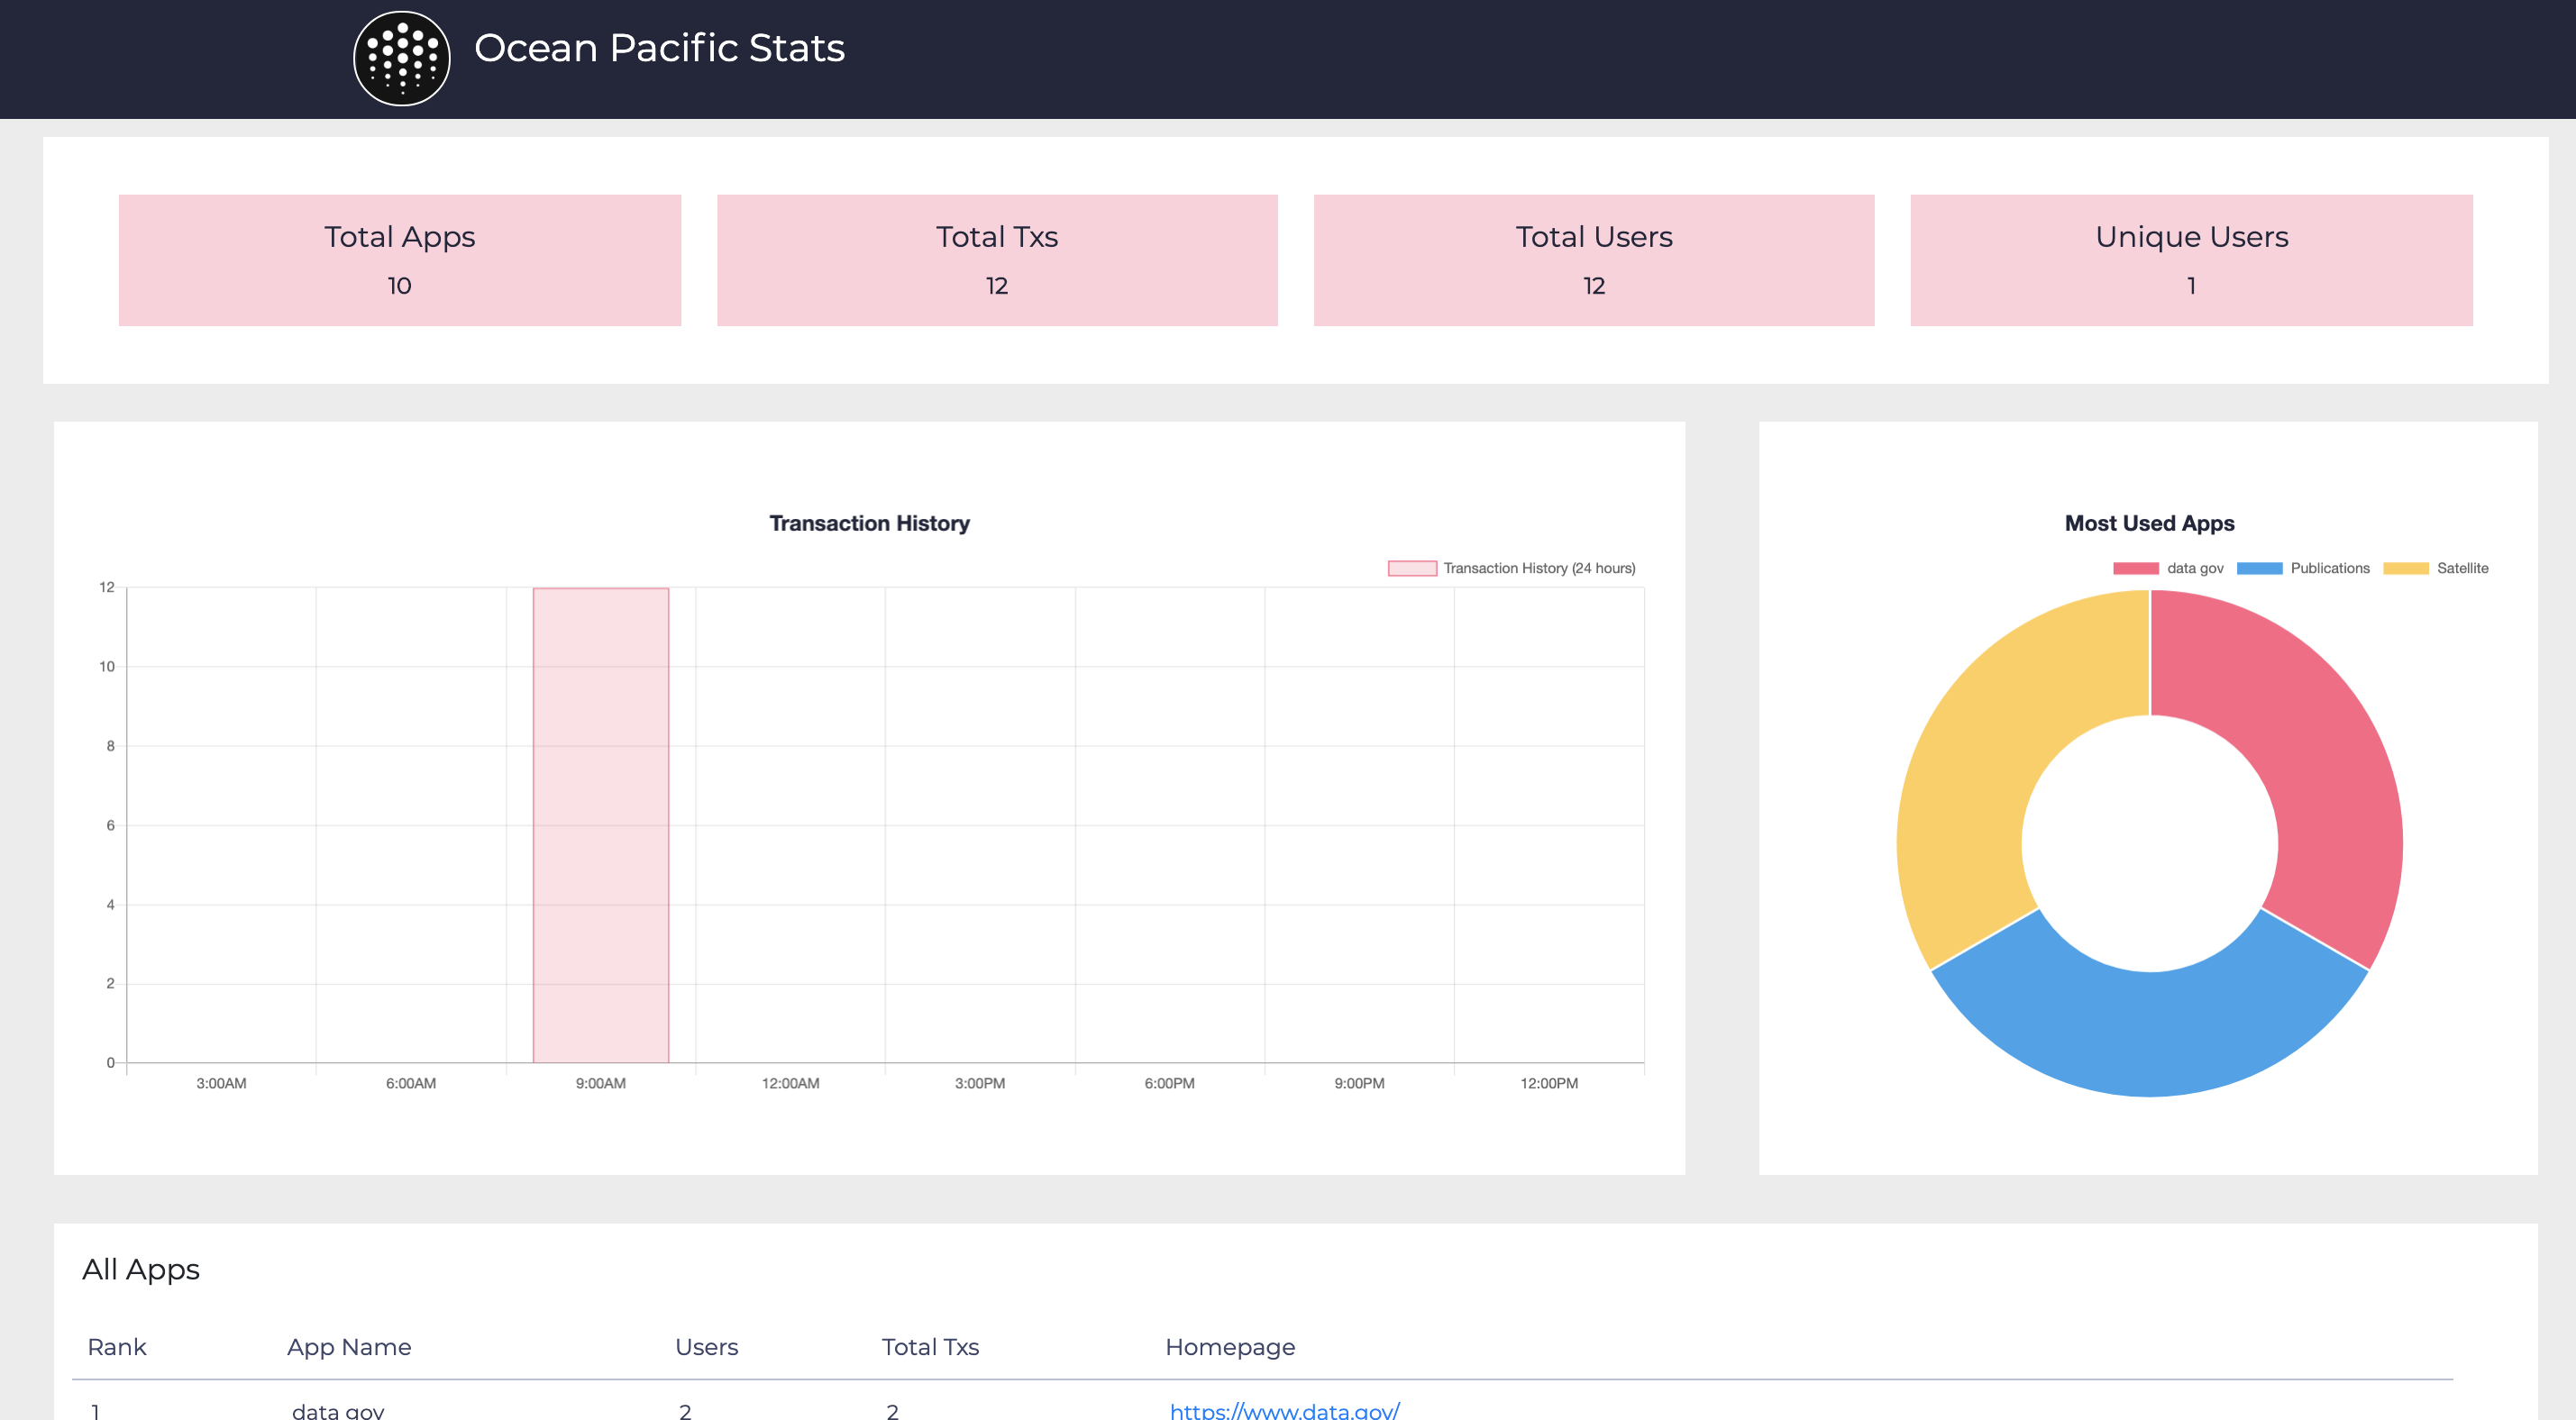 Ocean Pacific Stats
Total Apps
10
Total Txs
12
Total Users
12
Unique Users
1
Transaction History
Transaction History (24 hours)
12
10
8
6
4
2
0
3:00AM 6:00AM 9:00AM 12:00AM 3:00PM 6:00PM 9:00PM 12:00PM
Most Used Apps
data gov Publications Satellite
All Apps
Rank App Name Users Total Txs Homepage
1 data gov 2 2 https://www.data.gov/